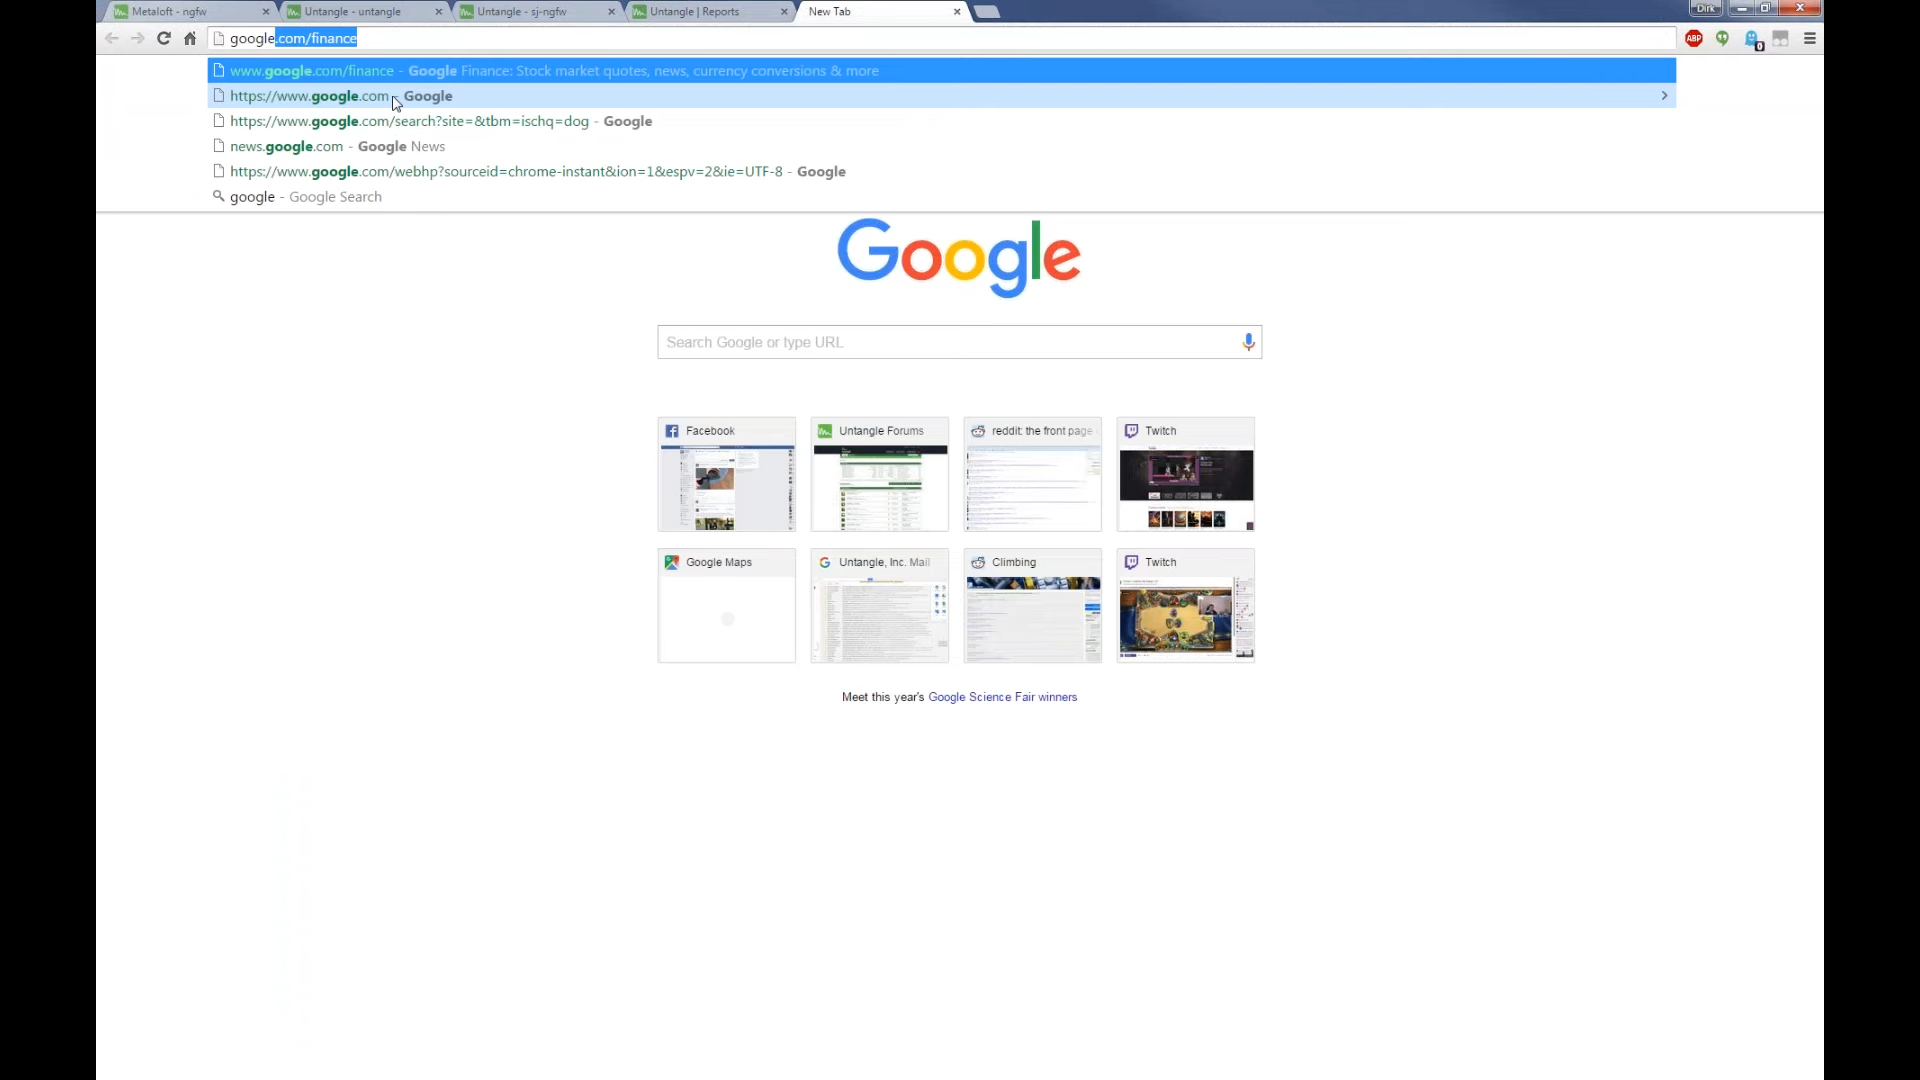 Metaloft - ngfw
Untangle - untangle
Untangle - sj-ngfw
Untangle | Reports
New Tab
Dirk
google.com/finance
ABP
0
www.google.com/finance - Google Finance: Stock market quotes, news, currency conversions & more
https://www.google.com - Google
https://www.google.com/search?site=&tbm=ischq=dog - Google
news.google.com - Google News
https://www.google.com/webhp?sourceid=chrome-instant&ion=1&espv=2&ie=UTF-8 - Google
google - Google Search
Google
Search Google or type URL
Facebook
Untangle Forums
reddit: the front page
Twitch
Google Maps
Untangle, Inc. Mail
Climbing
Twitch
Meet this year's Google Science Fair winners